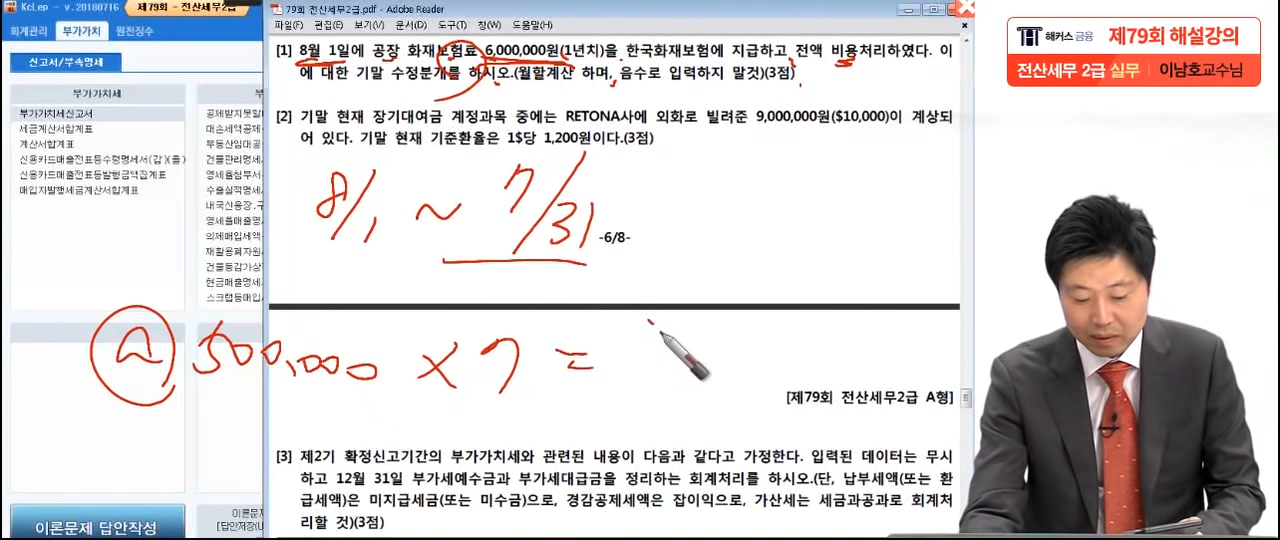 KcLep - v.20180716
제79회 - 전산세무2급
회계관리
부가가치
원천징수
신고서/부속명세
부가가치세
부가가치세신고서
세금계산서합계표
계산서합계표
신용카드매출전표등수령명세서(갑)(을)
신용카드매출전표등발행금액집계표
매입자발행세금계산서합계표
공제받지못할
대손세액공제
부동산임대공
건물관리명세
영세율첨부서
수출실적명세
내국신용장.구
영세율매출명
의제매입세액
재활용폐자원
건물등감가상
현금매출명세
스크랩등매입
이론문제 답안작성
이론문제
[답안저장(U
79회 전산세무2급.pdf - Adobe Reader
파일(F) 편집(E) 보기(V) 문서(D) 도구(T) 창(W) 도움말(H)
[1] 8월 1일에 공장 화재보험료 6,000,000원(1년치)을 한국화재보험에 지급하고 전액 비용처리하였다. 이
에 대한 기말 수정분개를 하시오.(월할계산 하며, 음수로 입력하지 말것)(3점)
[2] 기말 현재 장기대여금 계정과목 중에는 RETONA사에 외화로 빌려준 9,000,000원($10,000)이 계상되
어 있다. 기말 현재 기준환율은 1$당 1,200원이다.(3점)
8/1 ~ 7/31
-6/8-
@ 500,000 × 7 =
[제79회 전산세무2급 A형]
[3] 제2기 확정신고기간의 부가가치세와 관련된 내용이 다음과 같다고 가정한다. 입력된 데이터는 무시
하고 12월 31일 부가세예수금과 부가세대급금을 정리하는 회계처리를 하시오.(단, 납부세액(또는 환
급세액)은 미지급세금(또는 미수금)으로, 경감공제세액은 잡이익으로, 가산세는 세금과공과로 회계처
리할 것)(3점)
해커스 금융
제79회 해설강의
전산세무 2급 실무
이남호교수님